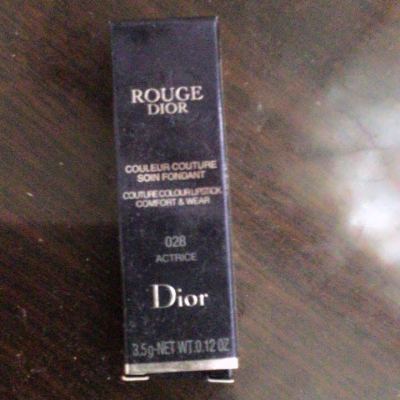 ROUGE
DIOR
COULEUR COUTURE
SOIN FONDANT
COUTURE COLOUR LIPSTICK
COMFORT & WEAR
028
ACTRICE
Dior
3.5g-NET WT.0.12 OZ